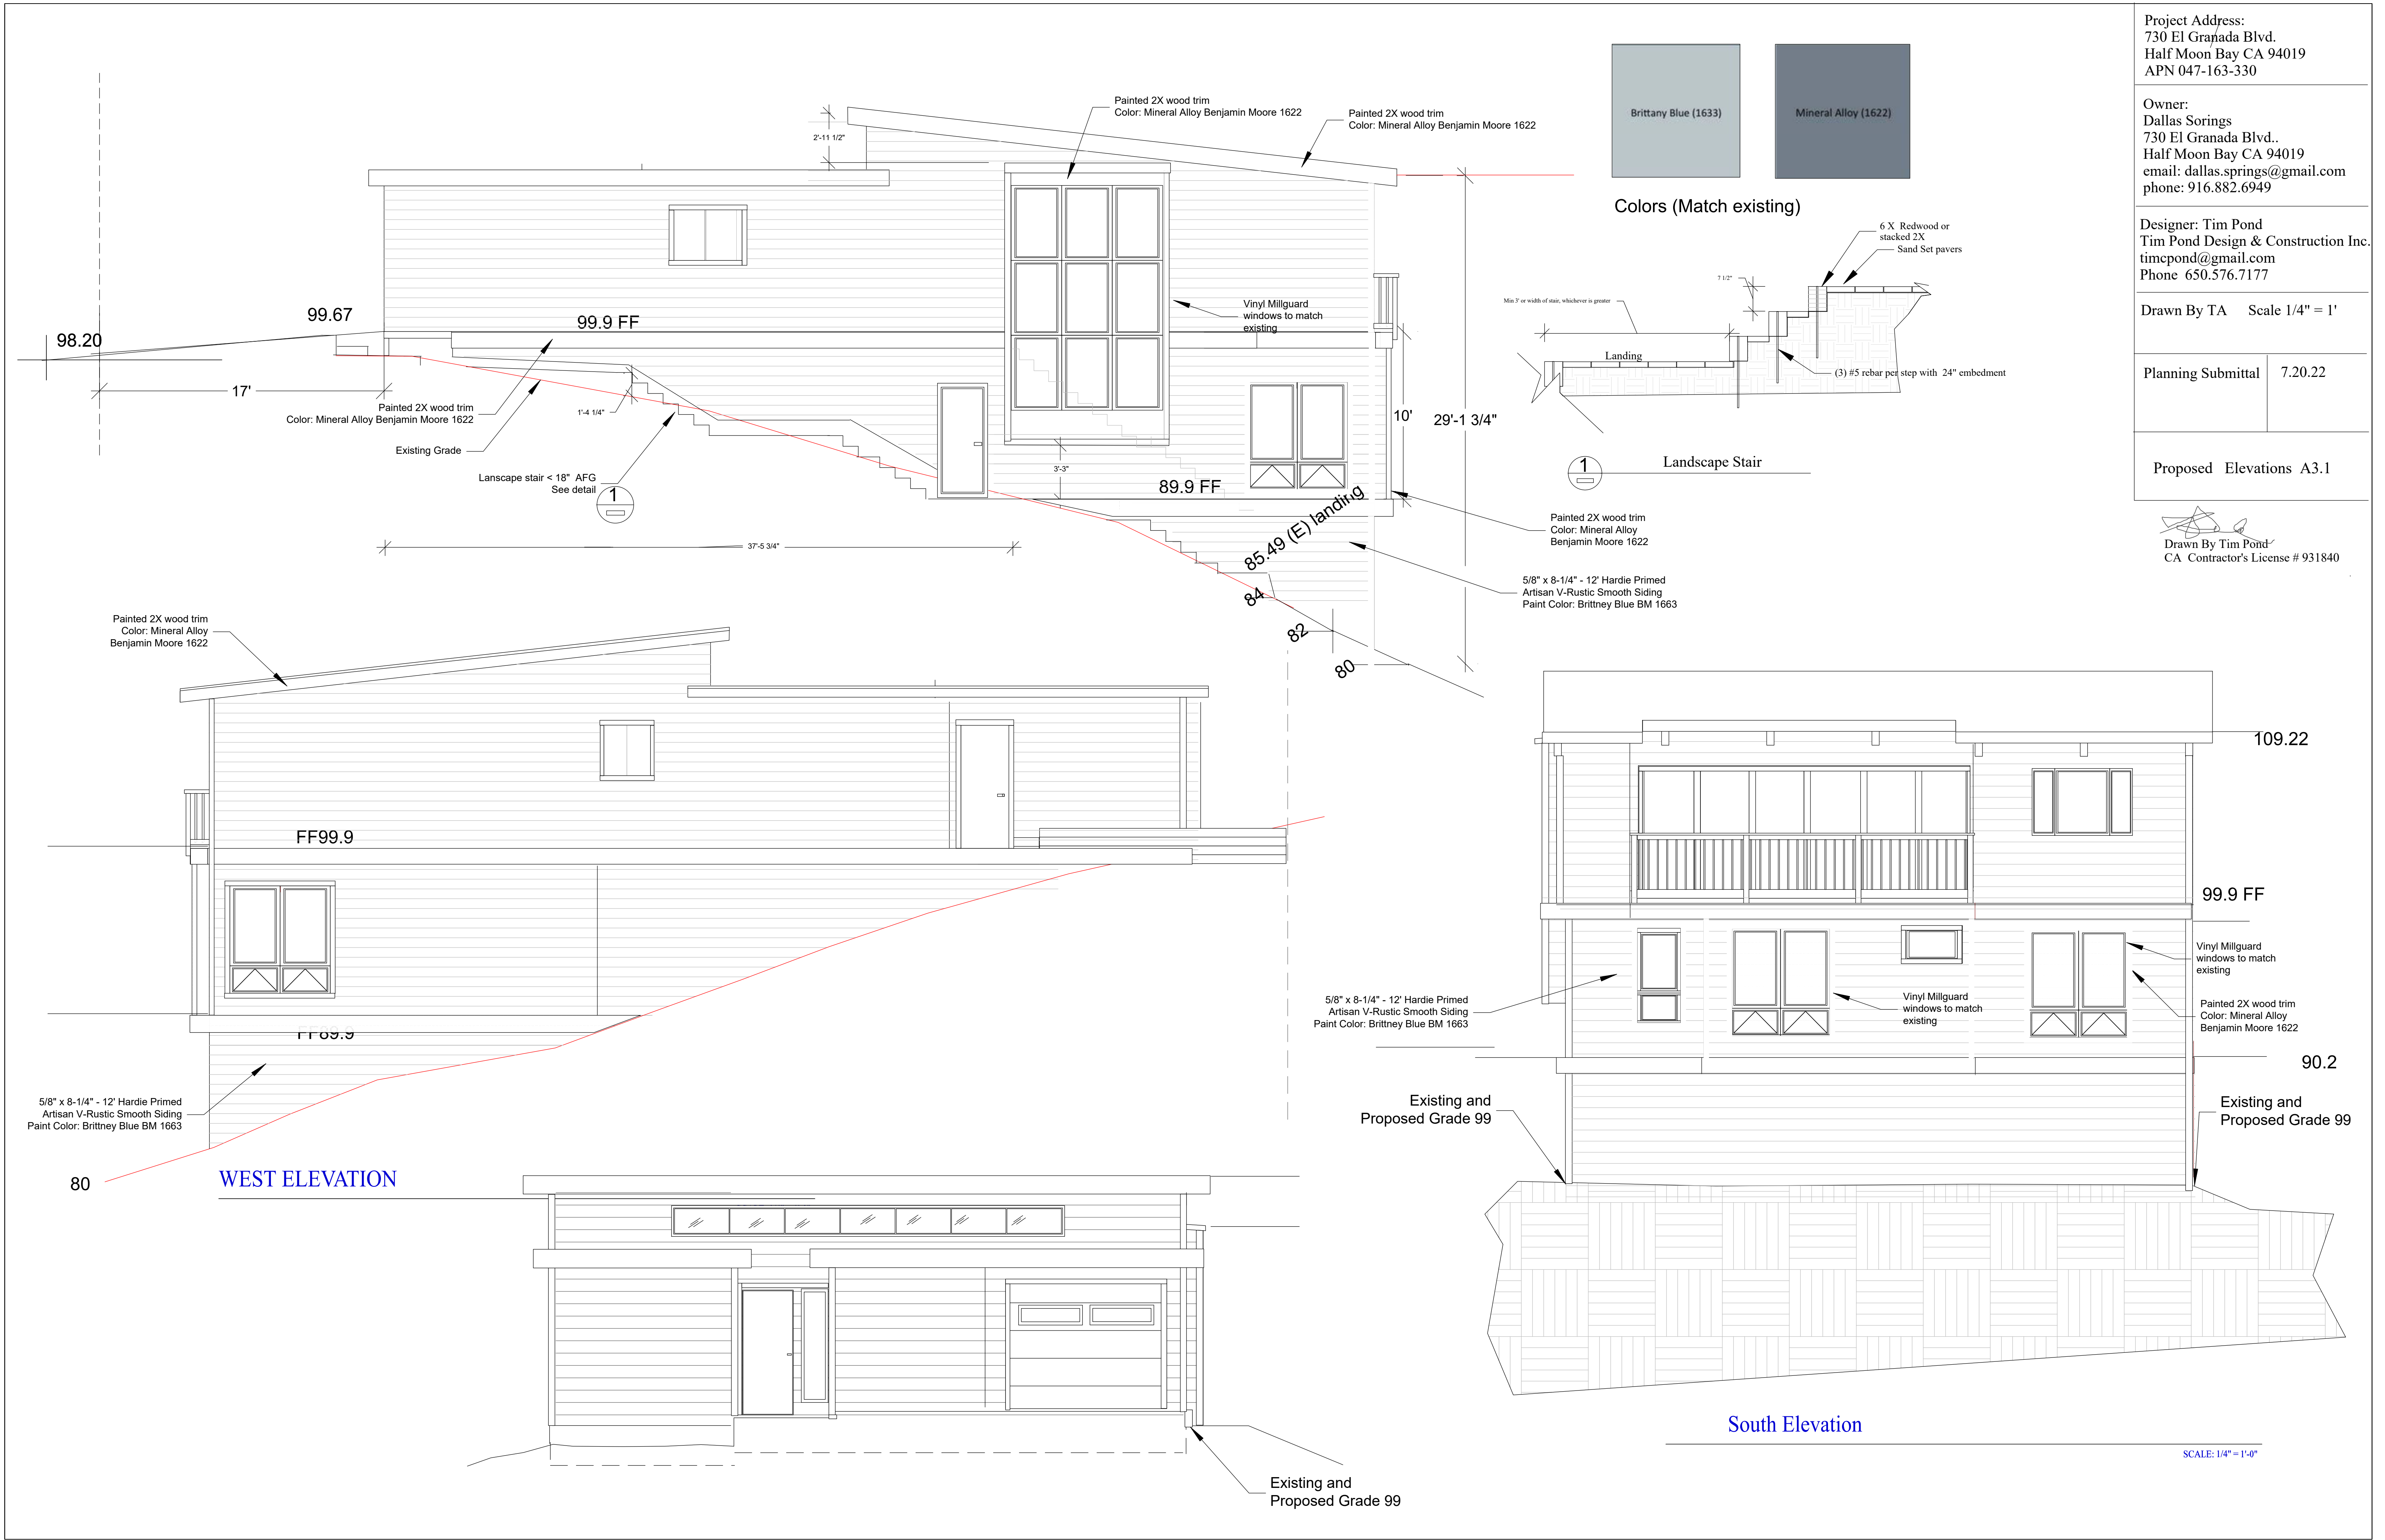 Project Address:
730 El Granada Blvd.
Half Moon Bay CA 94019
APN 047-163-330
Owner:
Dallas Sorings
730 El Granada Blvd..
Half Moon Bay CA 94019
email: dallas.springs@gmail.com
phone: 916.882.6949
Designer: Tim Pond
Tim Pond Design & Construction Inc.
timcpond@gmail.com
Phone 650.576.7177
Drawn By TA Scale 1/4" = 1'
Planning Submittal 7.20.22
Proposed Elevations A3.1
Drawn By Tim Pond
CA Contractor's License # 931840
Brittany Blue (1633)
Mineral Alloy (1622)
Colors (Match existing)
6 X Redwood or
stacked 2X
Sand Set pavers
7 1/2"
Min 3' or width of stair, whichever is greater
Landing
(3) #5 rebar per step with 24" embedment
1
Landscape Stair
Painted 2X wood trim
Color: Mineral Alloy Benjamin Moore 1622
Painted 2X wood trim
Color: Mineral Alloy Benjamin Moore 1622
2'-11 1/2"
Vinyl Millguard
windows to match
existing
99.67
99.9 FF
98.20
17'
Painted 2X wood trim
Color: Mineral Alloy Benjamin Moore 1622
1'-4 1/4"
Existing Grade
Lanscape stair < 18" AFG
See detail
1
3'-3"
89.9 FF
10'
29'-1 3/4"
37'-5 3/4"
85.49 (E) landing
84
82
80
Painted 2X wood trim
Color: Mineral Alloy
Benjamin Moore 1622
5/8" x 8-1/4" - 12' Hardie Primed
Artisan V-Rustic Smooth Siding
Paint Color: Brittney Blue BM 1663
Painted 2X wood trim
Color: Mineral Alloy
Benjamin Moore 1622
FF99.9
FF89.9
5/8" x 8-1/4" - 12' Hardie Primed
Artisan V-Rustic Smooth Siding
Paint Color: Brittney Blue BM 1663
80
WEST ELEVATION
109.22
99.9 FF
Vinyl Millguard
windows to match
existing
Painted 2X wood trim
Color: Mineral Alloy
Benjamin Moore 1622
5/8" x 8-1/4" - 12' Hardie Primed
Artisan V-Rustic Smooth Siding
Paint Color: Brittney Blue BM 1663
Vinyl Millguard
windows to match
existing
90.2
Existing and
Proposed Grade 99
Existing and
Proposed Grade 99
South Elevation
SCALE: 1/4" = 1'-0"
Existing and
Proposed Grade 99